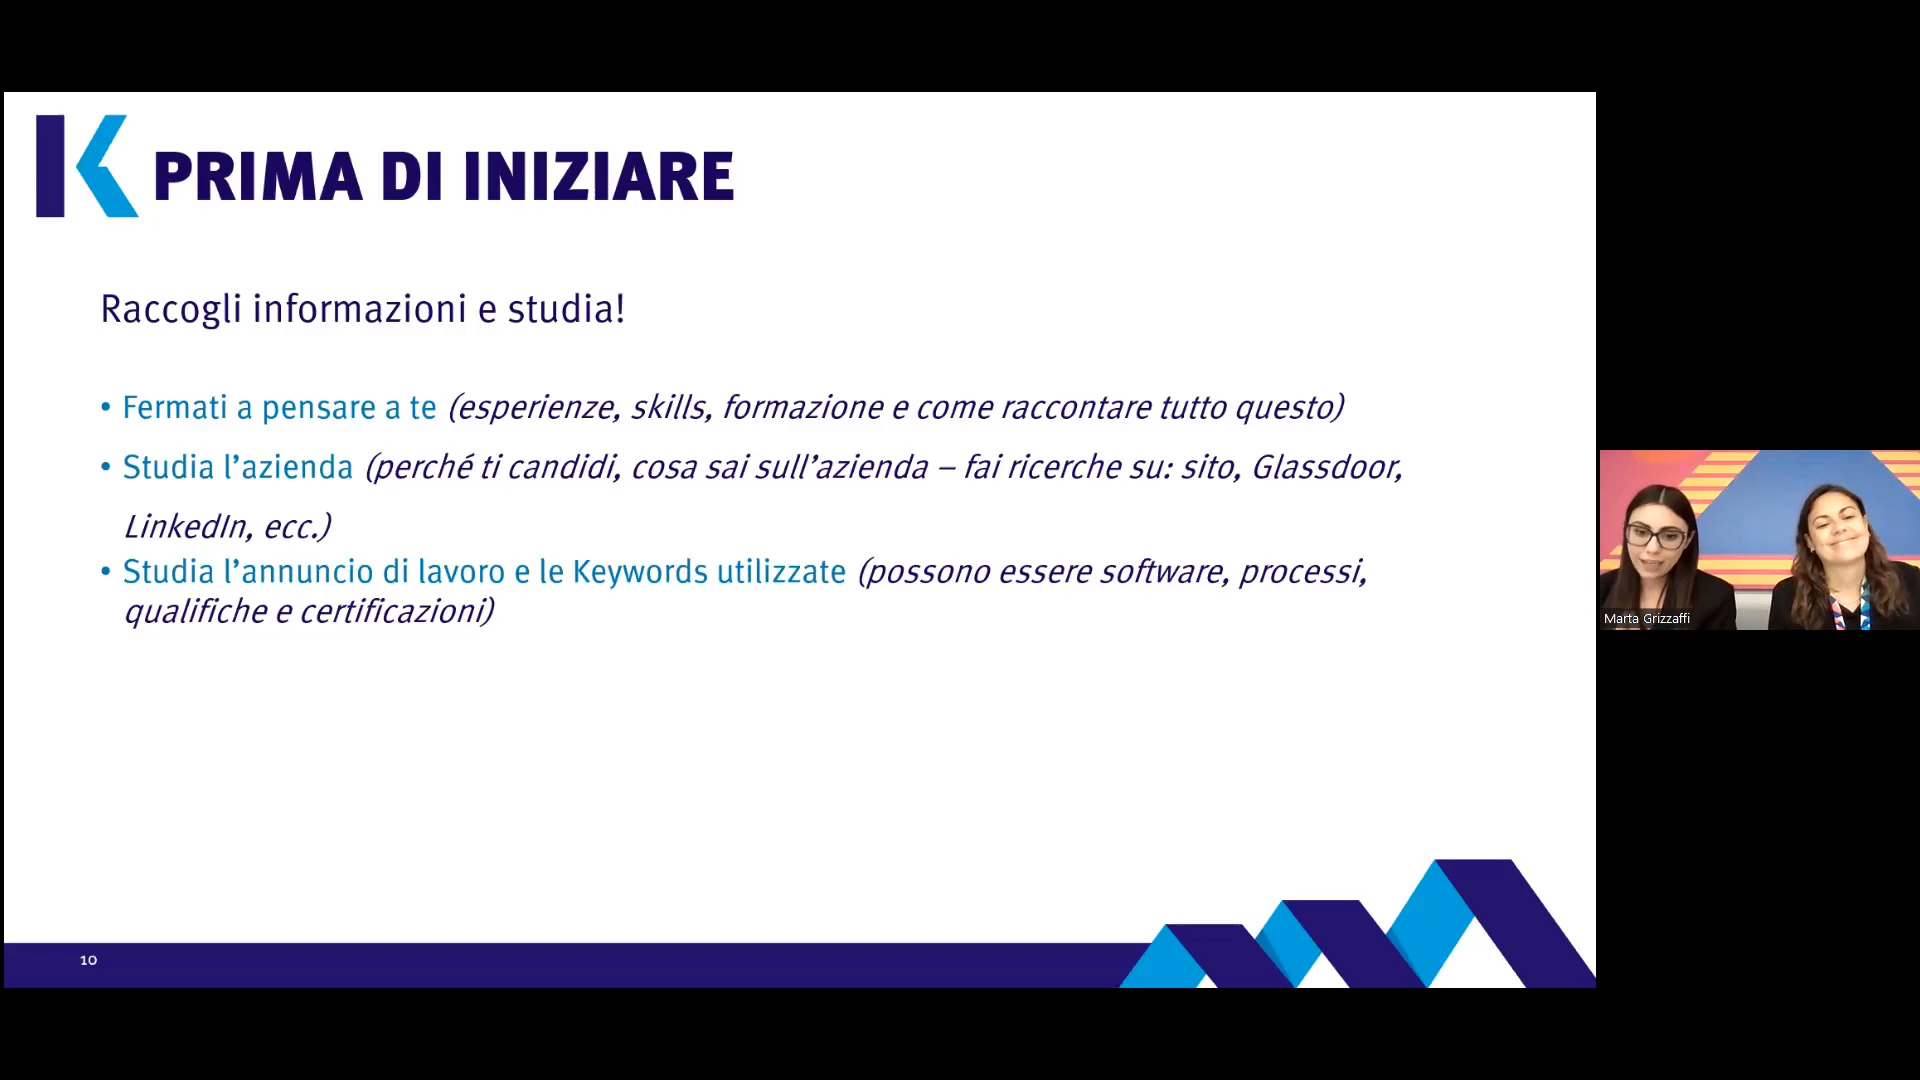 K PRIMA DI INIZIARE
Raccogli informazioni e studia!
• Fermati a pensare a te (esperienze, skills, formazione e come raccontare tutto questo)
• Studia l’azienda (perché ti candidi, cosa sai sull’azienda – fai ricerche su: sito, Glassdoor,
LinkedIn, ecc.)
• Studia l’annuncio di lavoro e le Keywords utilizzate (possono essere software, processi,
qualifiche e certificazioni)
Marta Grizzaffi
10